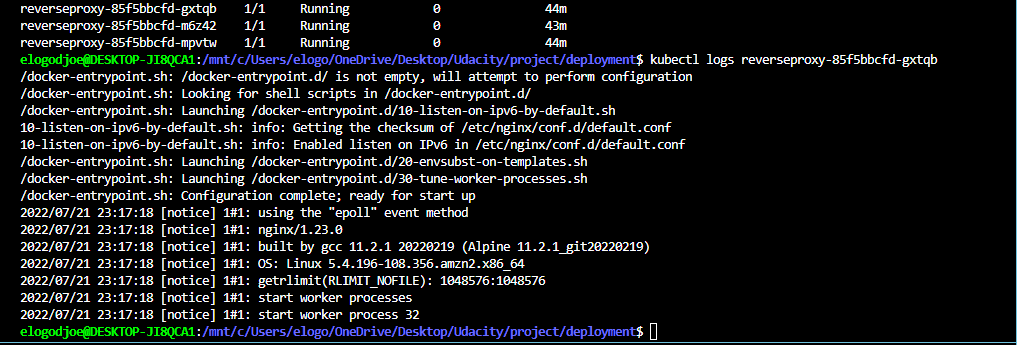 reverseproxy-85f5bbcfd-gxtqb   1/1     Running            0               44m
reverseproxy-85f5bbcfd-m6z42   1/1     Running            0               43m
reverseproxy-85f5bbcfd-mpvtw   1/1     Running            0               44m
elogodjoe@DESKTOP-JI8QCA1:/mnt/c/Users/elogo/OneDrive/Desktop/Udacity/project/deployment$ kubectl logs reverseproxy-85f5bbcfd-gxtqb
/docker-entrypoint.sh: /docker-entrypoint.d/ is not empty, will attempt to perform configuration
/docker-entrypoint.sh: Looking for shell scripts in /docker-entrypoint.d/
/docker-entrypoint.sh: Launching /docker-entrypoint.d/10-listen-on-ipv6-by-default.sh
10-listen-on-ipv6-by-default.sh: info: Getting the checksum of /etc/nginx/conf.d/default.conf
10-listen-on-ipv6-by-default.sh: info: Enabled listen on IPv6 in /etc/nginx/conf.d/default.conf
/docker-entrypoint.sh: Launching /docker-entrypoint.d/20-envsubst-on-templates.sh
/docker-entrypoint.sh: Launching /docker-entrypoint.d/30-tune-worker-processes.sh
/docker-entrypoint.sh: Configuration complete; ready for start up
2022/07/21 23:17:18 [notice] 1#1: using the "epoll" event method
2022/07/21 23:17:18 [notice] 1#1: nginx/1.23.0
2022/07/21 23:17:18 [notice] 1#1: built by gcc 11.2.1 20220219 (Alpine 11.2.1_git20220219)
2022/07/21 23:17:18 [notice] 1#1: OS: Linux 5.4.196-108.356.amzn2.x86_64
2022/07/21 23:17:18 [notice] 1#1: getrlimit(RLIMIT_NOFILE): 1048576:1048576
2022/07/21 23:17:18 [notice] 1#1: start worker processes
2022/07/21 23:17:18 [notice] 1#1: start worker process 32
elogodjoe@DESKTOP-JI8QCA1:/mnt/c/Users/elogo/OneDrive/Desktop/Udacity/project/deployment$